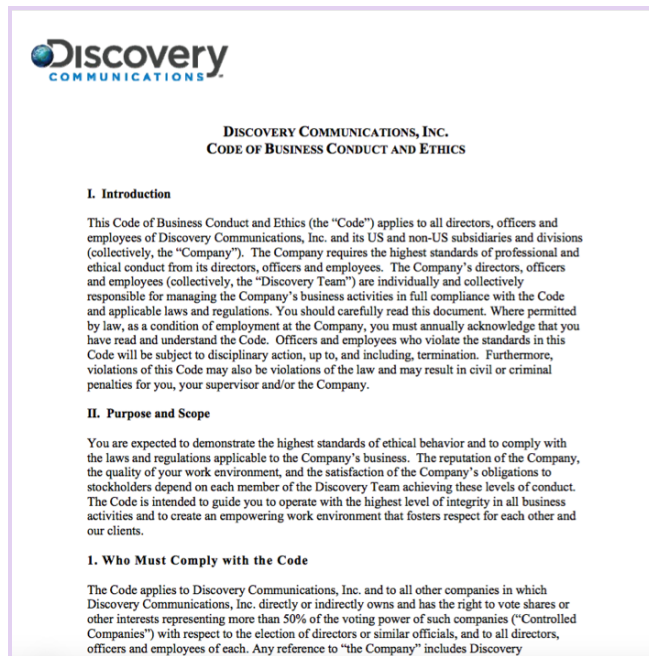 Discovery
COMMUNICATIONS
DISCOVERY COMMUNICATIONS, INC.
CODE OF BUSINESS CONDUCT AND ETHICS
I. Introduction
This Code of Business Conduct and Ethics (the “Code”) applies to all directors, officers and
employees of Discovery Communications, Inc. and its US and non-US subsidiaries and divisions
(collectively, the “Company”). The Company requires the highest standards of professional and
ethical conduct from its directors, officers and employees. The Company’s directors, officers
and employees (collectively, the “Discovery Team”) are individually and collectively
responsible for managing the Company’s business activities in full compliance with the Code
and applicable laws and regulations. You should carefully read this document. Where permitted
by law, as a condition of employment at the Company, you must annually acknowledge that you
have read and understand the Code. Officers and employees who violate the standards in this
Code will be subject to disciplinary action, up to, and including, termination. Furthermore,
violations of this Code may also be violations of the law and may result in civil or criminal
penalties for you, your supervisor and/or the Company.
II. Purpose and Scope
You are expected to demonstrate the highest standards of ethical behavior and to comply with
the laws and regulations applicable to the Company’s business. The reputation of the Company,
the quality of your work environment, and the satisfaction of the Company’s obligations to
stockholders depend on each member of the Discovery Team achieving these levels of conduct.
The Code is intended to guide you to operate with the highest level of integrity in all business
activities and to create an empowering work environment that fosters respect for each other and
our clients.
1. Who Must Comply with the Code
The Code applies to Discovery Communications, Inc. and to all other companies in which
Discovery Communications, Inc. directly or indirectly owns and has the right to vote shares or
other interests representing more than 50% of the voting power of such companies (“Controlled
Companies”) with respect to the election of directors or similar officials, and to all directors,
officers and employees of each. Any reference to “the Company” includes Discovery